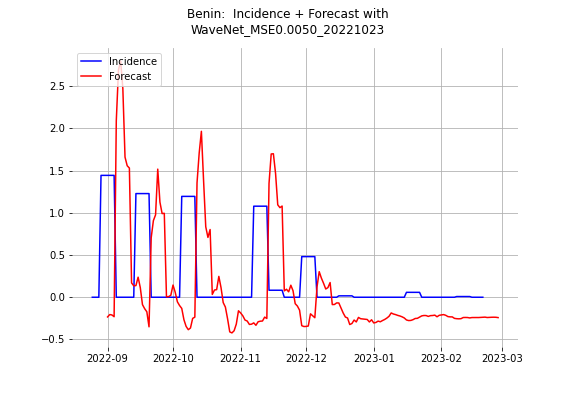 Benin:  Incidence + Forecast with
WaveNet_MSE0.0050_20221023
Incidence
Forecast
2.5
2.0
1.5
1.0
0.5
0.0
−0.5
2022-09 2022-10 2022-11 2022-12 2023-01 2023-02 2023-03